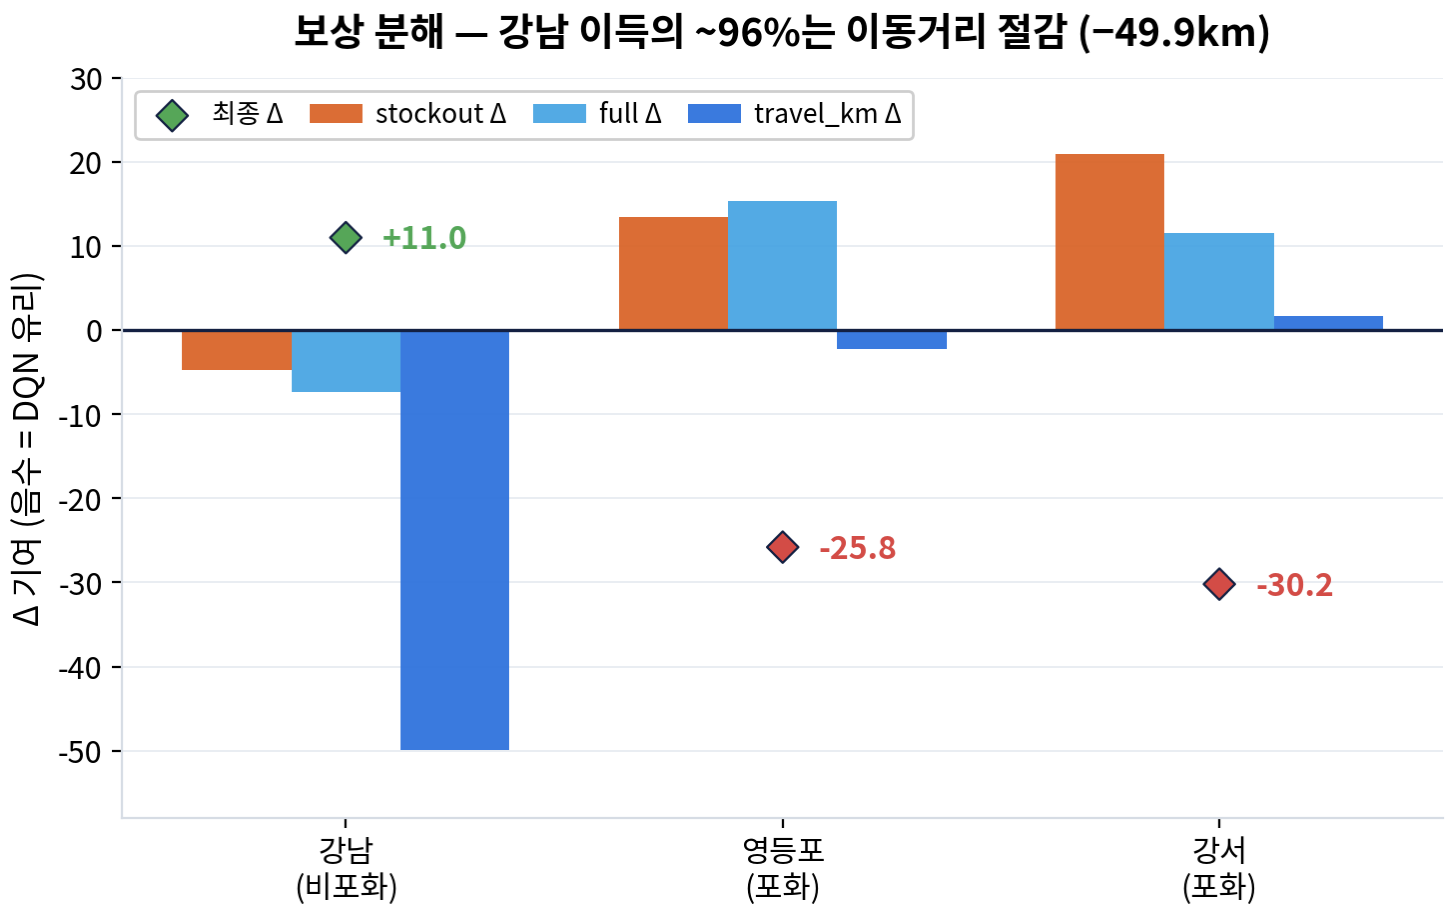 보상 분해 — 강남 이득의 ~96%는 이동거리 절감 (−49.9km)
최종 Δ
stockout Δ
full Δ
travel_km Δ
Δ 기여 (음수 = DQN 유리)
30
20
10
0
-10
-20
-30
-40
-50
+11.0
-25.8
-30.2
강남
(비포화)
영등포
(포화)
강서
(포화)